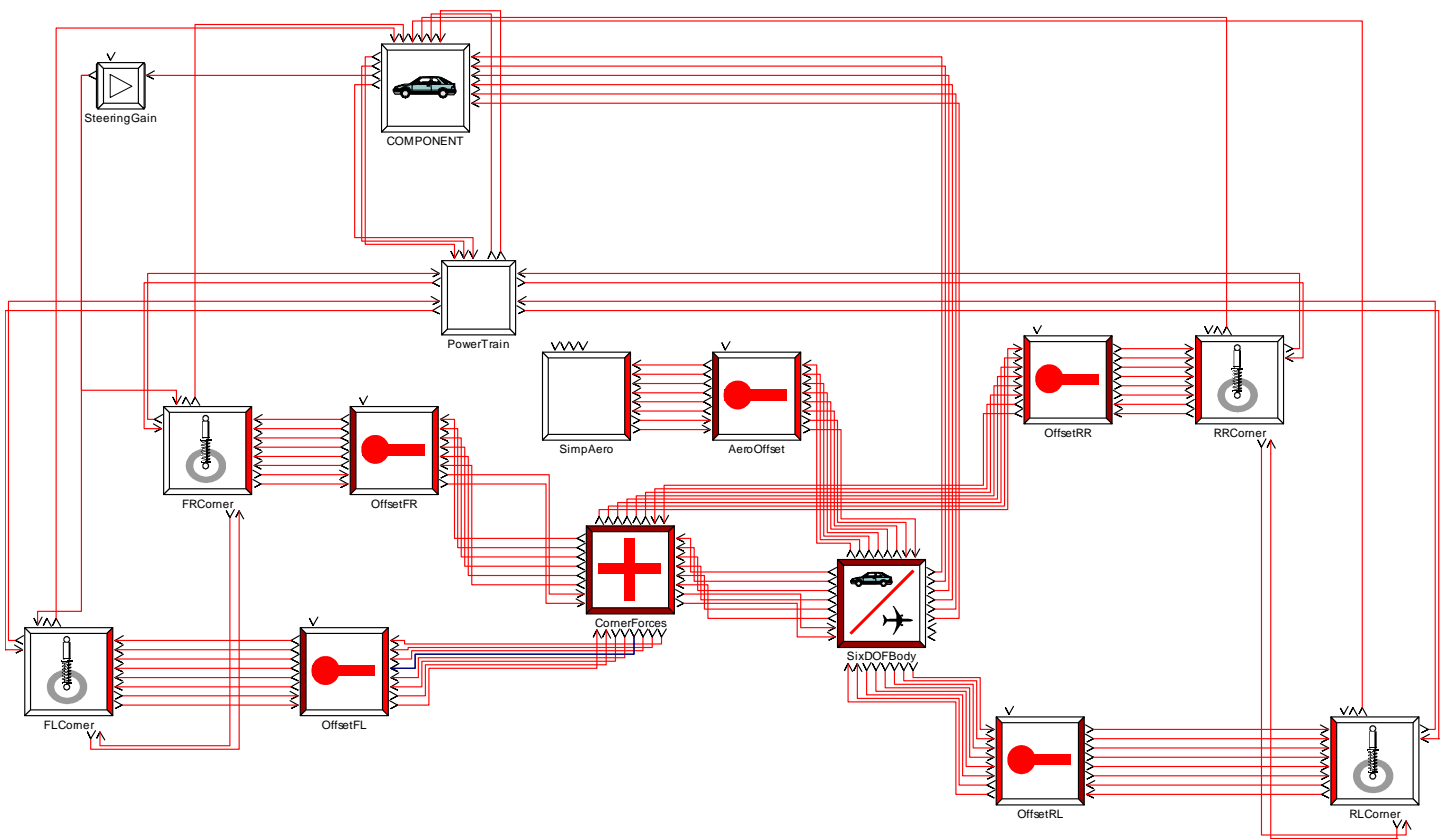 SteeringGain
COMPONENT
PowerTrain
SimpAero
AeroOffset
OffsetRR
RRCorner
FRCorner
OffsetFR
CornerForces
SixDOFBody
FLCorner
OffsetFL
OffsetRL
RLCorner